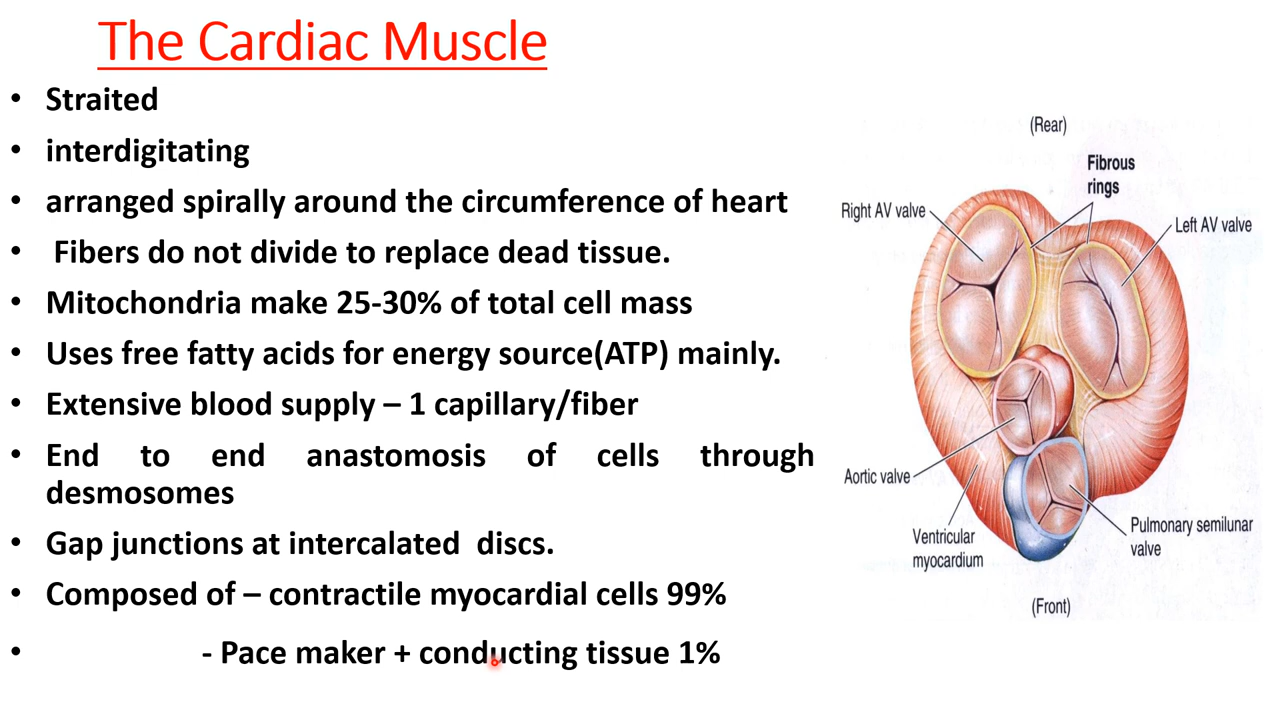 The Cardiac Muscle
• Straited
• interdigitating
• arranged spirally around the circumference of heart
• Fibers do not divide to replace dead tissue.
• Mitochondria make 25-30% of total cell mass
• Uses free fatty acids for energy source(ATP) mainly.
• Extensive blood supply – 1 capillary/fiber
• End to end anastomosis of cells through
desmosomes
• Gap junctions at intercalated discs.
• Composed of – contractile myocardial cells 99%
• - Pace maker + conducting tissue 1%
(Rear)
Fibrous
rings
Right AV valve
Left AV valve
Aortic valve
Ventricular
myocardium
Pulmonary semilunar
valve
(Front)